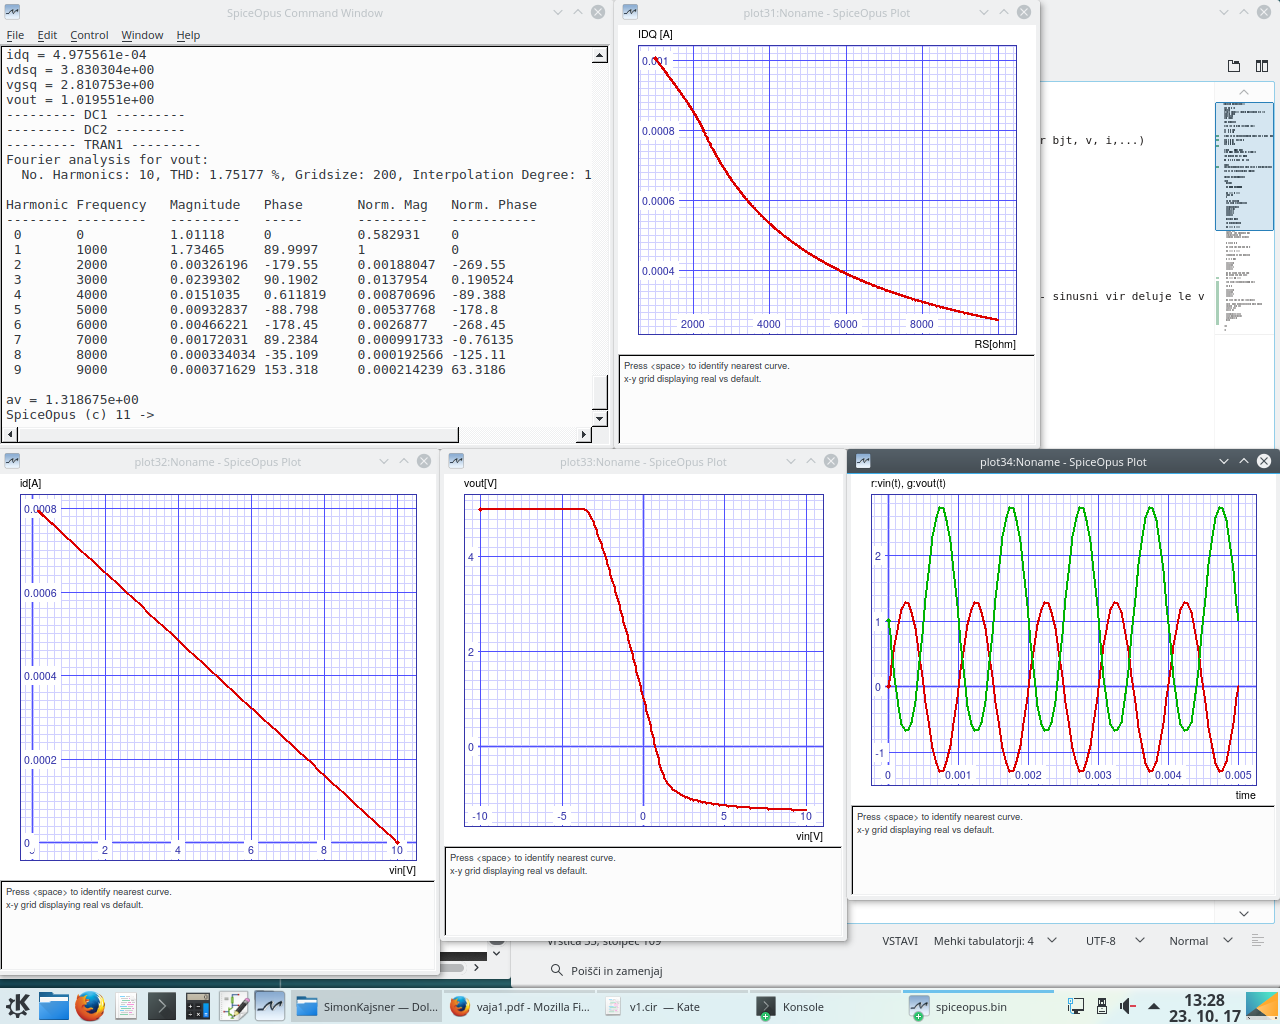 SpiceOpus Command Window
File Edit Control Window Help
idq = 4.975561e-04
vdsq = 3.830304e+00
vgsq = 2.810753e+00
vout = 1.019551e+00
--------- DC1 ---------
--------- DC2 ---------
--------- TRAN1 ---------
Fourier analysis for vout:
No. Harmonics: 10, THD: 1.75177 %, Gridsize: 200, Interpolation Degree: 1
Harmonic Frequency Magnitude Phase Norm. Mag Norm. Phase
-------- --------- --------- ----- --------- -----------
0 0 1.01118 0 0.582931 0
1 1000 1.73465 89.9997 1 0
2 2000 0.00326196 -179.55 0.00188047 -269.55
3 3000 0.0239302 90.1902 0.0137954 0.190524
4 4000 0.0151035 0.611819 0.00870696 -89.388
5 5000 0.00932837 -88.798 0.00537768 -178.8
6 6000 0.00466221 -178.45 0.0026877 -268.45
7 7000 0.00172031 89.2384 0.000991733 -0.76135
8 8000 0.000334034 -35.109 0.000192566 -125.11
9 9000 0.000371629 153.318 0.000214239 63.3186
av = 1.318675e+00
SpiceOpus (c) 11 ->
plot31:Noname - SpiceOpus Plot
IDQ [A]
0.001
0.0008
0.0006
0.0004
2000 4000 6000 8000
RS[ohm]
Press <space> to identify nearest curve.
x-y grid displaying real vs default.
r bjt, v, i,...)
- sinusni vir deluje le v
plot32:Noname - SpiceOpus Plot
id[A]
0.0008
0.0006
0.0004
0.0002
0
2 4 6 8 10
vin[V]
Press <space> to identify nearest curve.
x-y grid displaying real vs default.
plot33:Noname - SpiceOpus Plot
vout[V]
4
2
0
-10 -5 0 5 10
vin[V]
Press <space> to identify nearest curve.
x-y grid displaying real vs default.
plot34:Noname - SpiceOpus Plot
r:vin(t), g:vout(t)
2
1
0
-1
0 0.001 0.002 0.003 0.004 0.005
time
Press <space> to identify nearest curve.
x-y grid displaying real vs default.
VSTAVI Mehki tabulatorji: 4 UTF-8 Normal
Poišči in zamenjaj
SimonKajsner — Dol...
vaja1.pdf - Mozilla Fi...
v1.cir — Kate
Konsole
spiceopus.bin
13:28
23. 10. 17